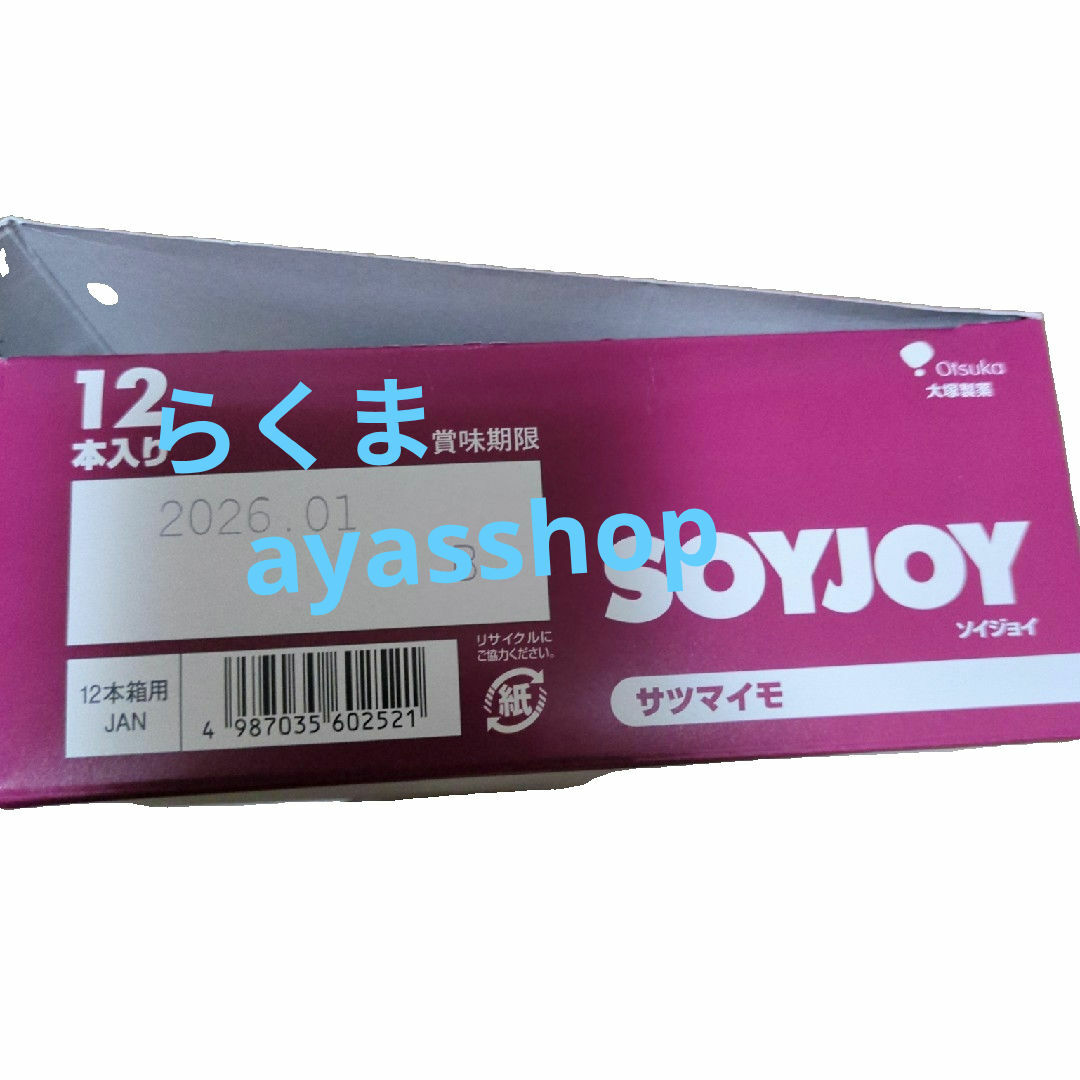 12
本入り
らくま
賞味期限
Otsuka
大塚製薬
2026.01
B
ayasshop
SOYJOY
ソイジョイ
リサイクルに
ご協力ください。
紙
12本箱用
JAN
4 987035 602521
サツマイモ